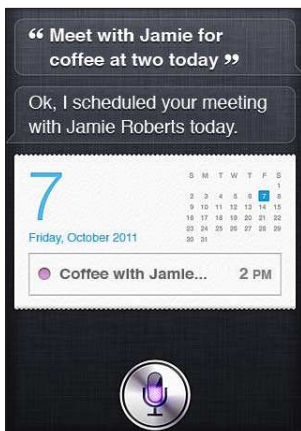 “ Meet with Jamie for
coffee at two today ”
Ok, I scheduled your meeting
with Jamie Roberts today.
7
Friday, October 2011
S M T W T F S
1
2 3 4 5 6 7 8
9 10 11 12 13 14 15
16 17 18 19 20 21 22
23 24 25 26 27 28 29
30 31
Coffee with Jamie... 2 PM